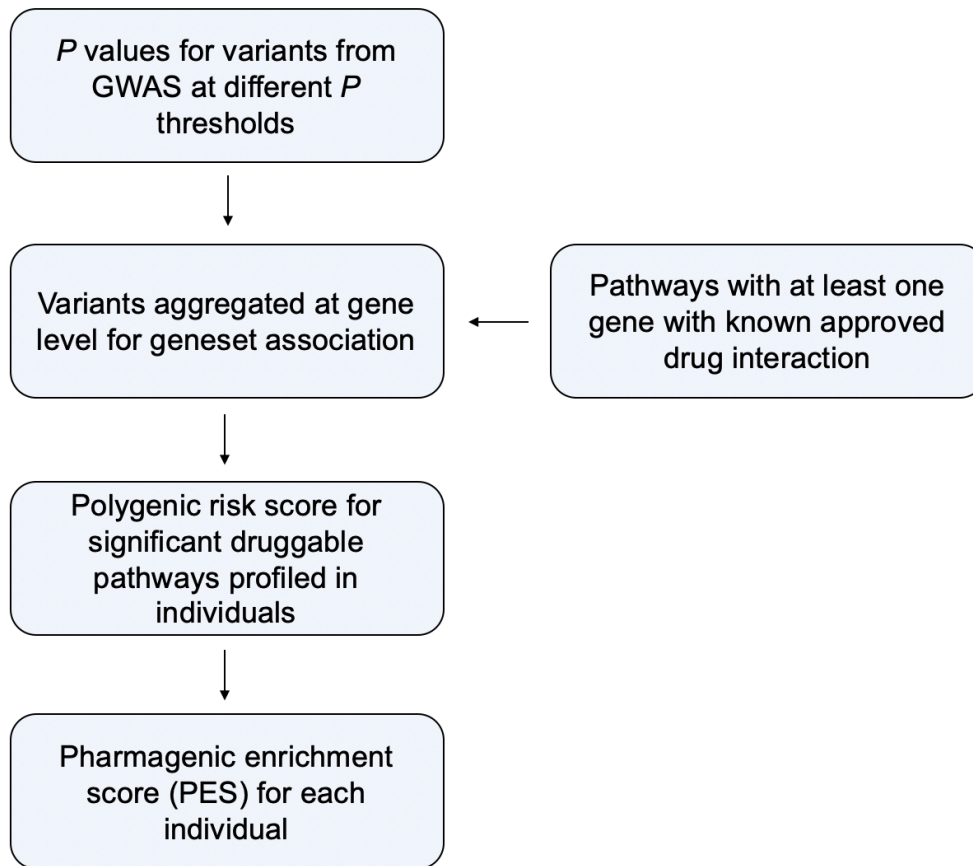 P values for variants from
GWAS at different P
thresholds
Variants aggregated at gene
level for geneset association
Pathways with at least one
gene with known approved
drug interaction
Polygenic risk score for
significant druggable
pathways profiled in
individuals
Pharmagenic enrichment
score (PES) for each
individual